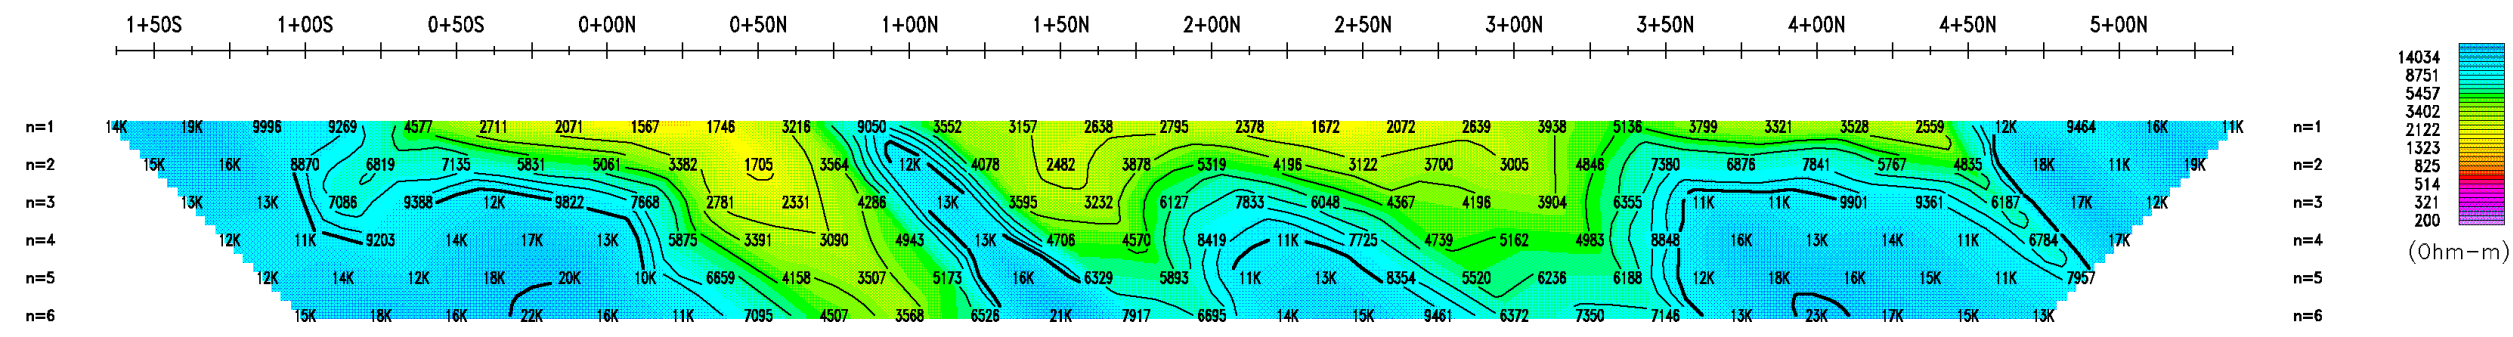 1+50S 1+00S 0+50S 0+00N 0+50N 1+00N 1+50N 2+00N 2+50N 3+00N 3+50N 4+00N 4+50N 5+00N
14034
8751
5457
3402
2122
1323
825
514
321
200
(Ohm-m)
n=1 14K 19K 9996 9269 4577 2711 2071 1567 1746 3216 9050 3552 3157 2638 2795 2378 1672 2072 2639 3938 5136 3799 3321 3528 2559 12K 9464 16K 11K n=1
n=2 15K 16K 8870 6819 7135 5831 5061 3382 1705 3564 12K 4078 2482 3878 5319 4196 3122 3700 3005 4846 7380 6876 7841 5767 4835 18K 11K 19K n=2
n=3 13K 13K 7086 9388 12K 9822 7668 2781 2331 4286 13K 3595 3232 6127 7833 6048 4367 4196 3904 6355 11K 11K 9901 9361 6187 17K 12K n=3
n=4 12K 11K 9203 14K 17K 13K 5875 3391 3090 4943 13K 4706 4570 8419 11K 7725 4739 5162 4983 8848 16K 13K 14K 11K 6784 17K n=4
n=5 12K 14K 12K 18K 20K 10K 6659 4158 3507 5173 16K 6329 5893 11K 13K 8354 5520 6236 6188 12K 18K 16K 15K 11K 7957 n=5
n=6 15K 18K 16K 22K 16K 11K 7095 4507 3568 6526 21K 7917 6695 14K 15K 9461 6372 7350 7146 13K 23K 17K 15K 13K n=6